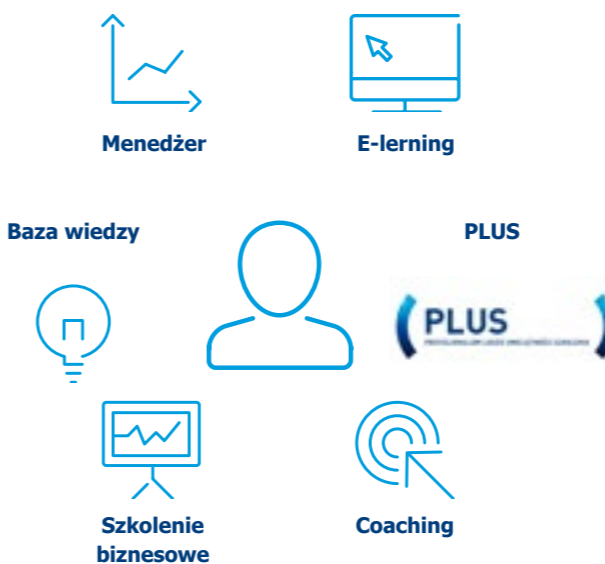 Menedżer
E-lerning
Baza wiedzy
PLUS
PLUS
Szkolenie
biznesowe
Coaching